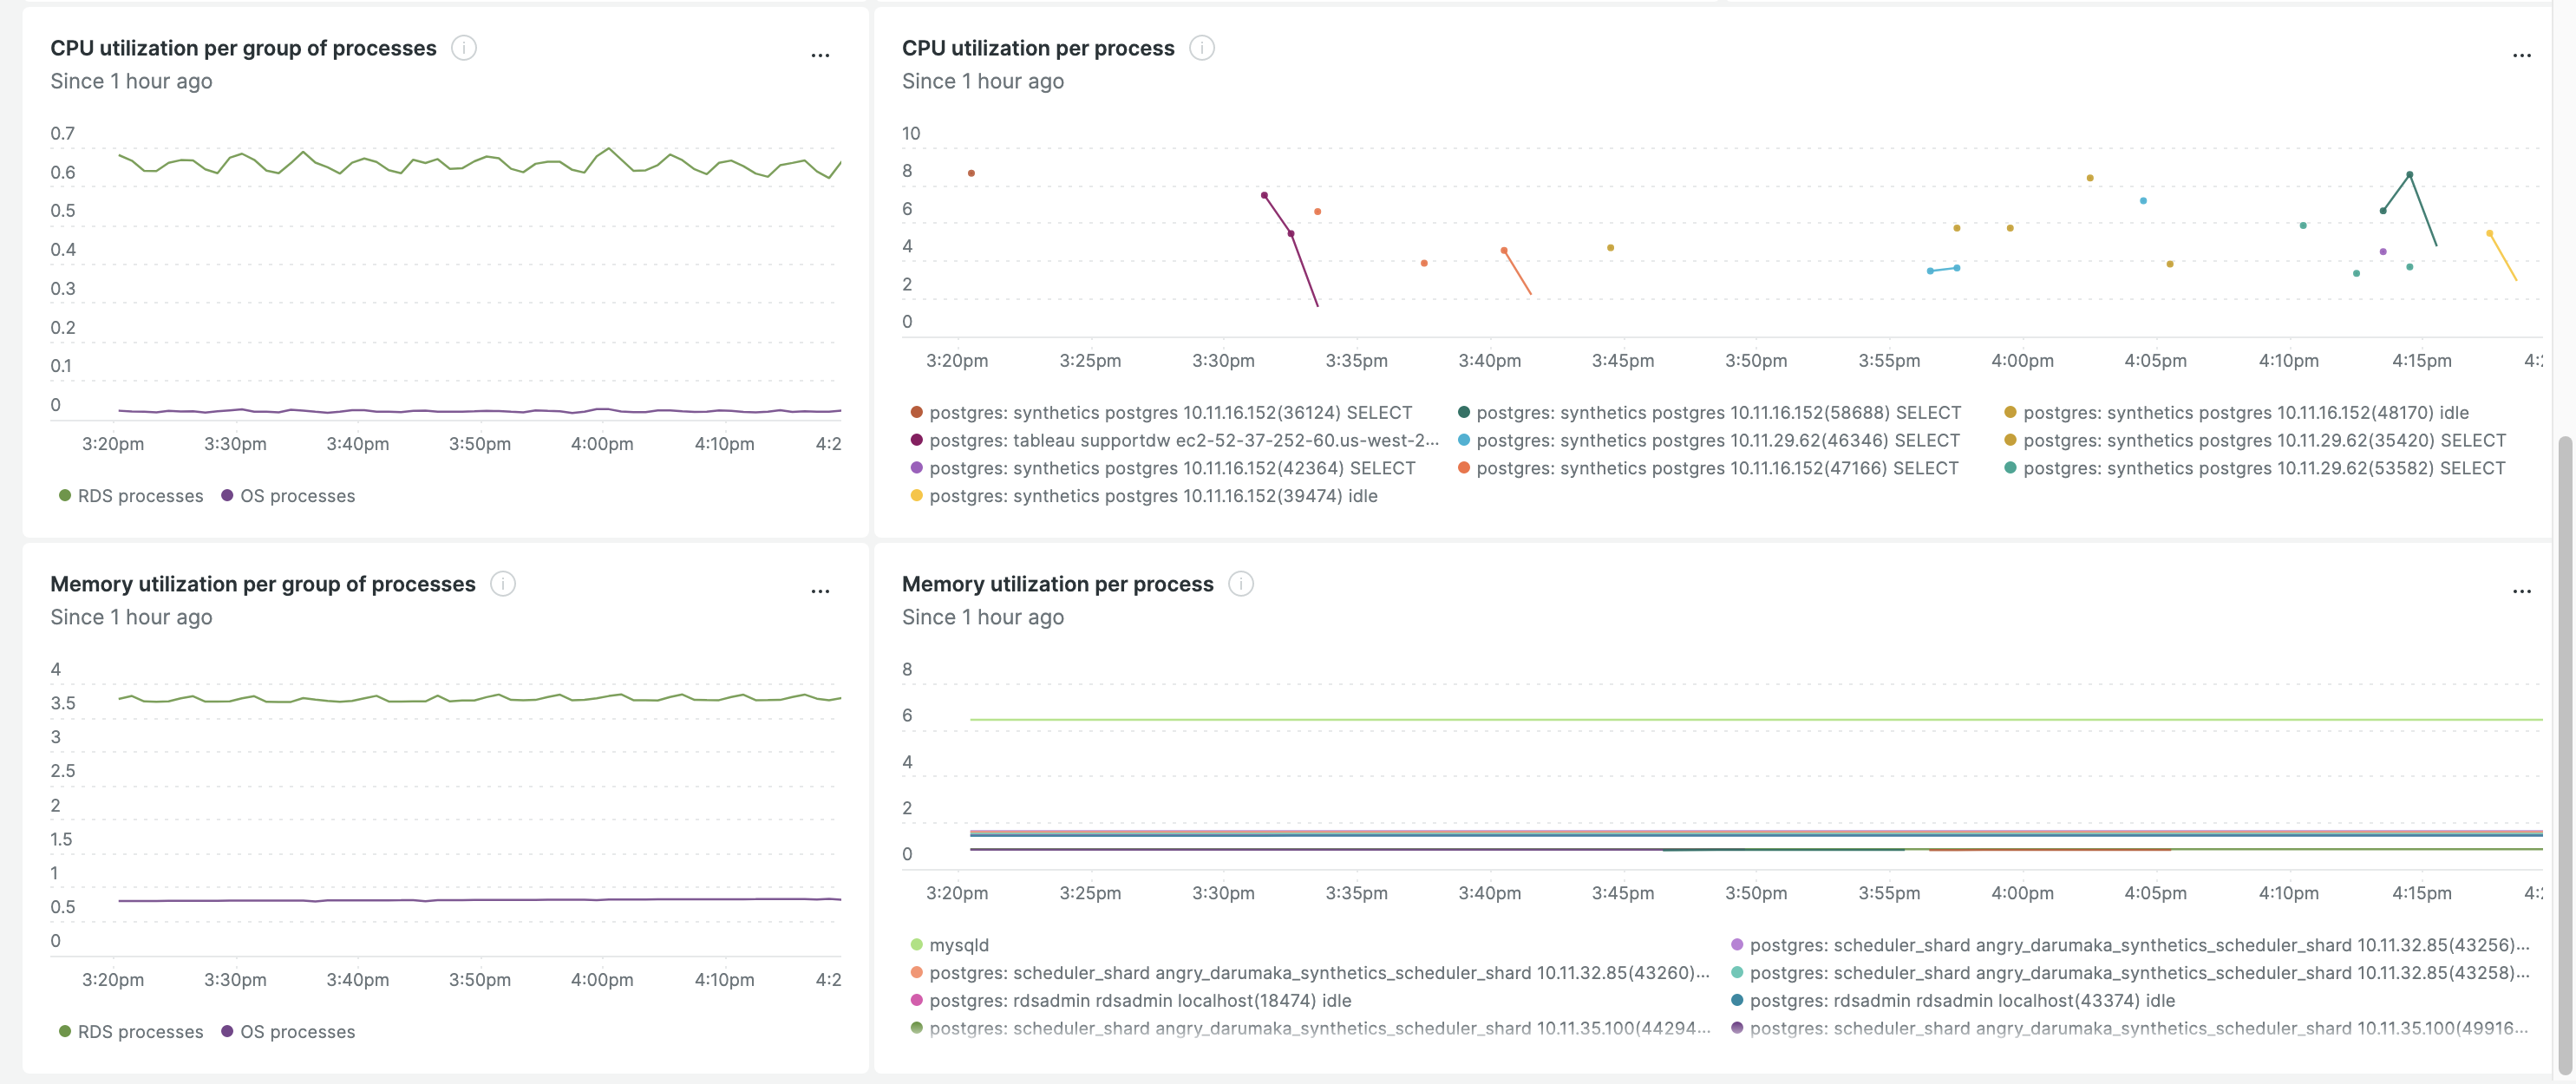 CPU utilization per group of processes
Since 1 hour ago
0.7
0.6
0.5
0.4
0.3
0.2
0.1
0
3:20pm 3:30pm 3:40pm 3:50pm 4:00pm 4:10pm 4:2
RDS processes OS processes
CPU utilization per process
Since 1 hour ago
10
8
6
4
2
0
3:20pm 3:25pm 3:30pm 3:35pm 3:40pm 3:45pm 3:50pm 3:55pm 4:00pm 4:05pm 4:10pm 4:15pm 4:2
postgres: synthetics postgres 10.11.16.152(36124) SELECT postgres: synthetics postgres 10.11.16.152(58688) SELECT postgres: synthetics postgres 10.11.16.152(48170) idle
postgres: tableau supportdw ec2-52-37-252-60.us-west-2... postgres: synthetics postgres 10.11.29.62(46346) SELECT postgres: synthetics postgres 10.11.29.62(35420) SELECT
postgres: synthetics postgres 10.11.16.152(42364) SELECT postgres: synthetics postgres 10.11.16.152(47166) SELECT postgres: synthetics postgres 10.11.29.62(53582) SELECT
postgres: synthetics postgres 10.11.16.152(39474) idle
Memory utilization per group of processes
Since 1 hour ago
4
3.5
3
2.5
2
1.5
1
0.5
0
3:20pm 3:30pm 3:40pm 3:50pm 4:00pm 4:10pm 4:2
RDS processes OS processes
Memory utilization per process
Since 1 hour ago
8
6
4
2
0
3:20pm 3:25pm 3:30pm 3:35pm 3:40pm 3:45pm 3:50pm 3:55pm 4:00pm 4:05pm 4:10pm 4:15pm 4:2
mysqld postgres: scheduler_shard angry_darumaka_synthetics_scheduler_shard 10.11.32.85(43256)...
postgres: scheduler_shard angry_darumaka_synthetics_scheduler_shard 10.11.32.85(43260)... postgres: scheduler_shard angry_darumaka_synthetics_scheduler_shard 10.11.32.85(43258)...
postgres: rdsadmin rdsadmin localhost(18474) idle postgres: rdsadmin rdsadmin localhost(43374) idle
postgres: scheduler_shard angry_darumaka_synthetics_scheduler_shard 10.11.35.100(44294... postgres: scheduler_shard angry_darumaka_synthetics_scheduler_shard 10.11.35.100(49916...